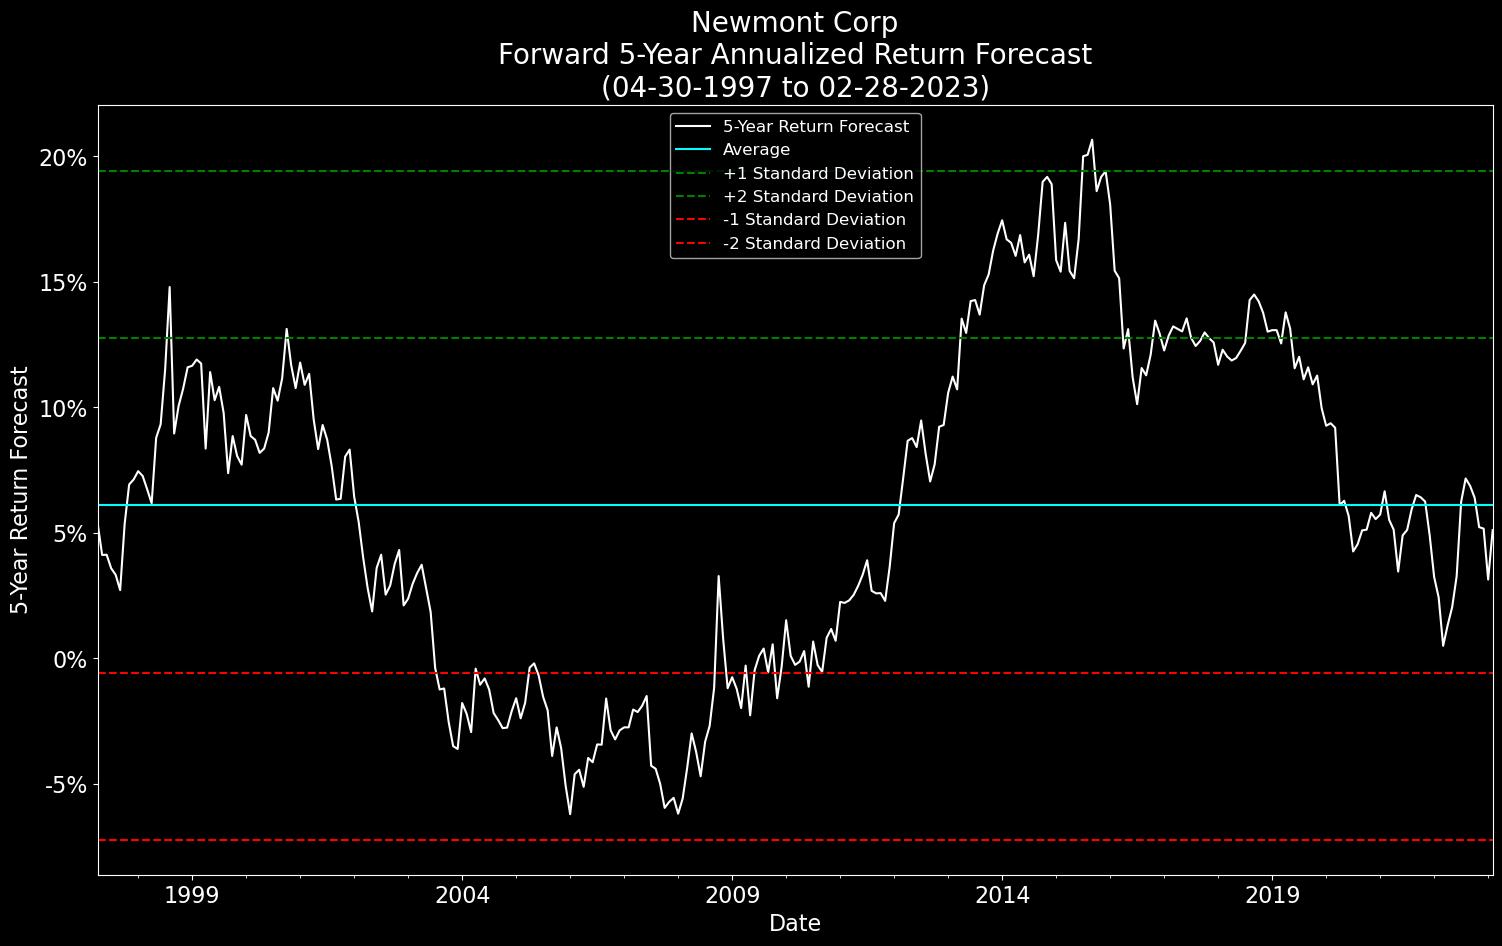 Newmont Corp
Forward 5-Year Annualized Return Forecast
(04-30-1997 to 02-28-2023)
5-Year Return Forecast
Average
+1 Standard Deviation
+2 Standard Deviation
-1 Standard Deviation
-2 Standard Deviation
5-Year Return Forecast
20%
15%
10%
5%
0%
-5%
1999
2004
2009
2014
2019
Date